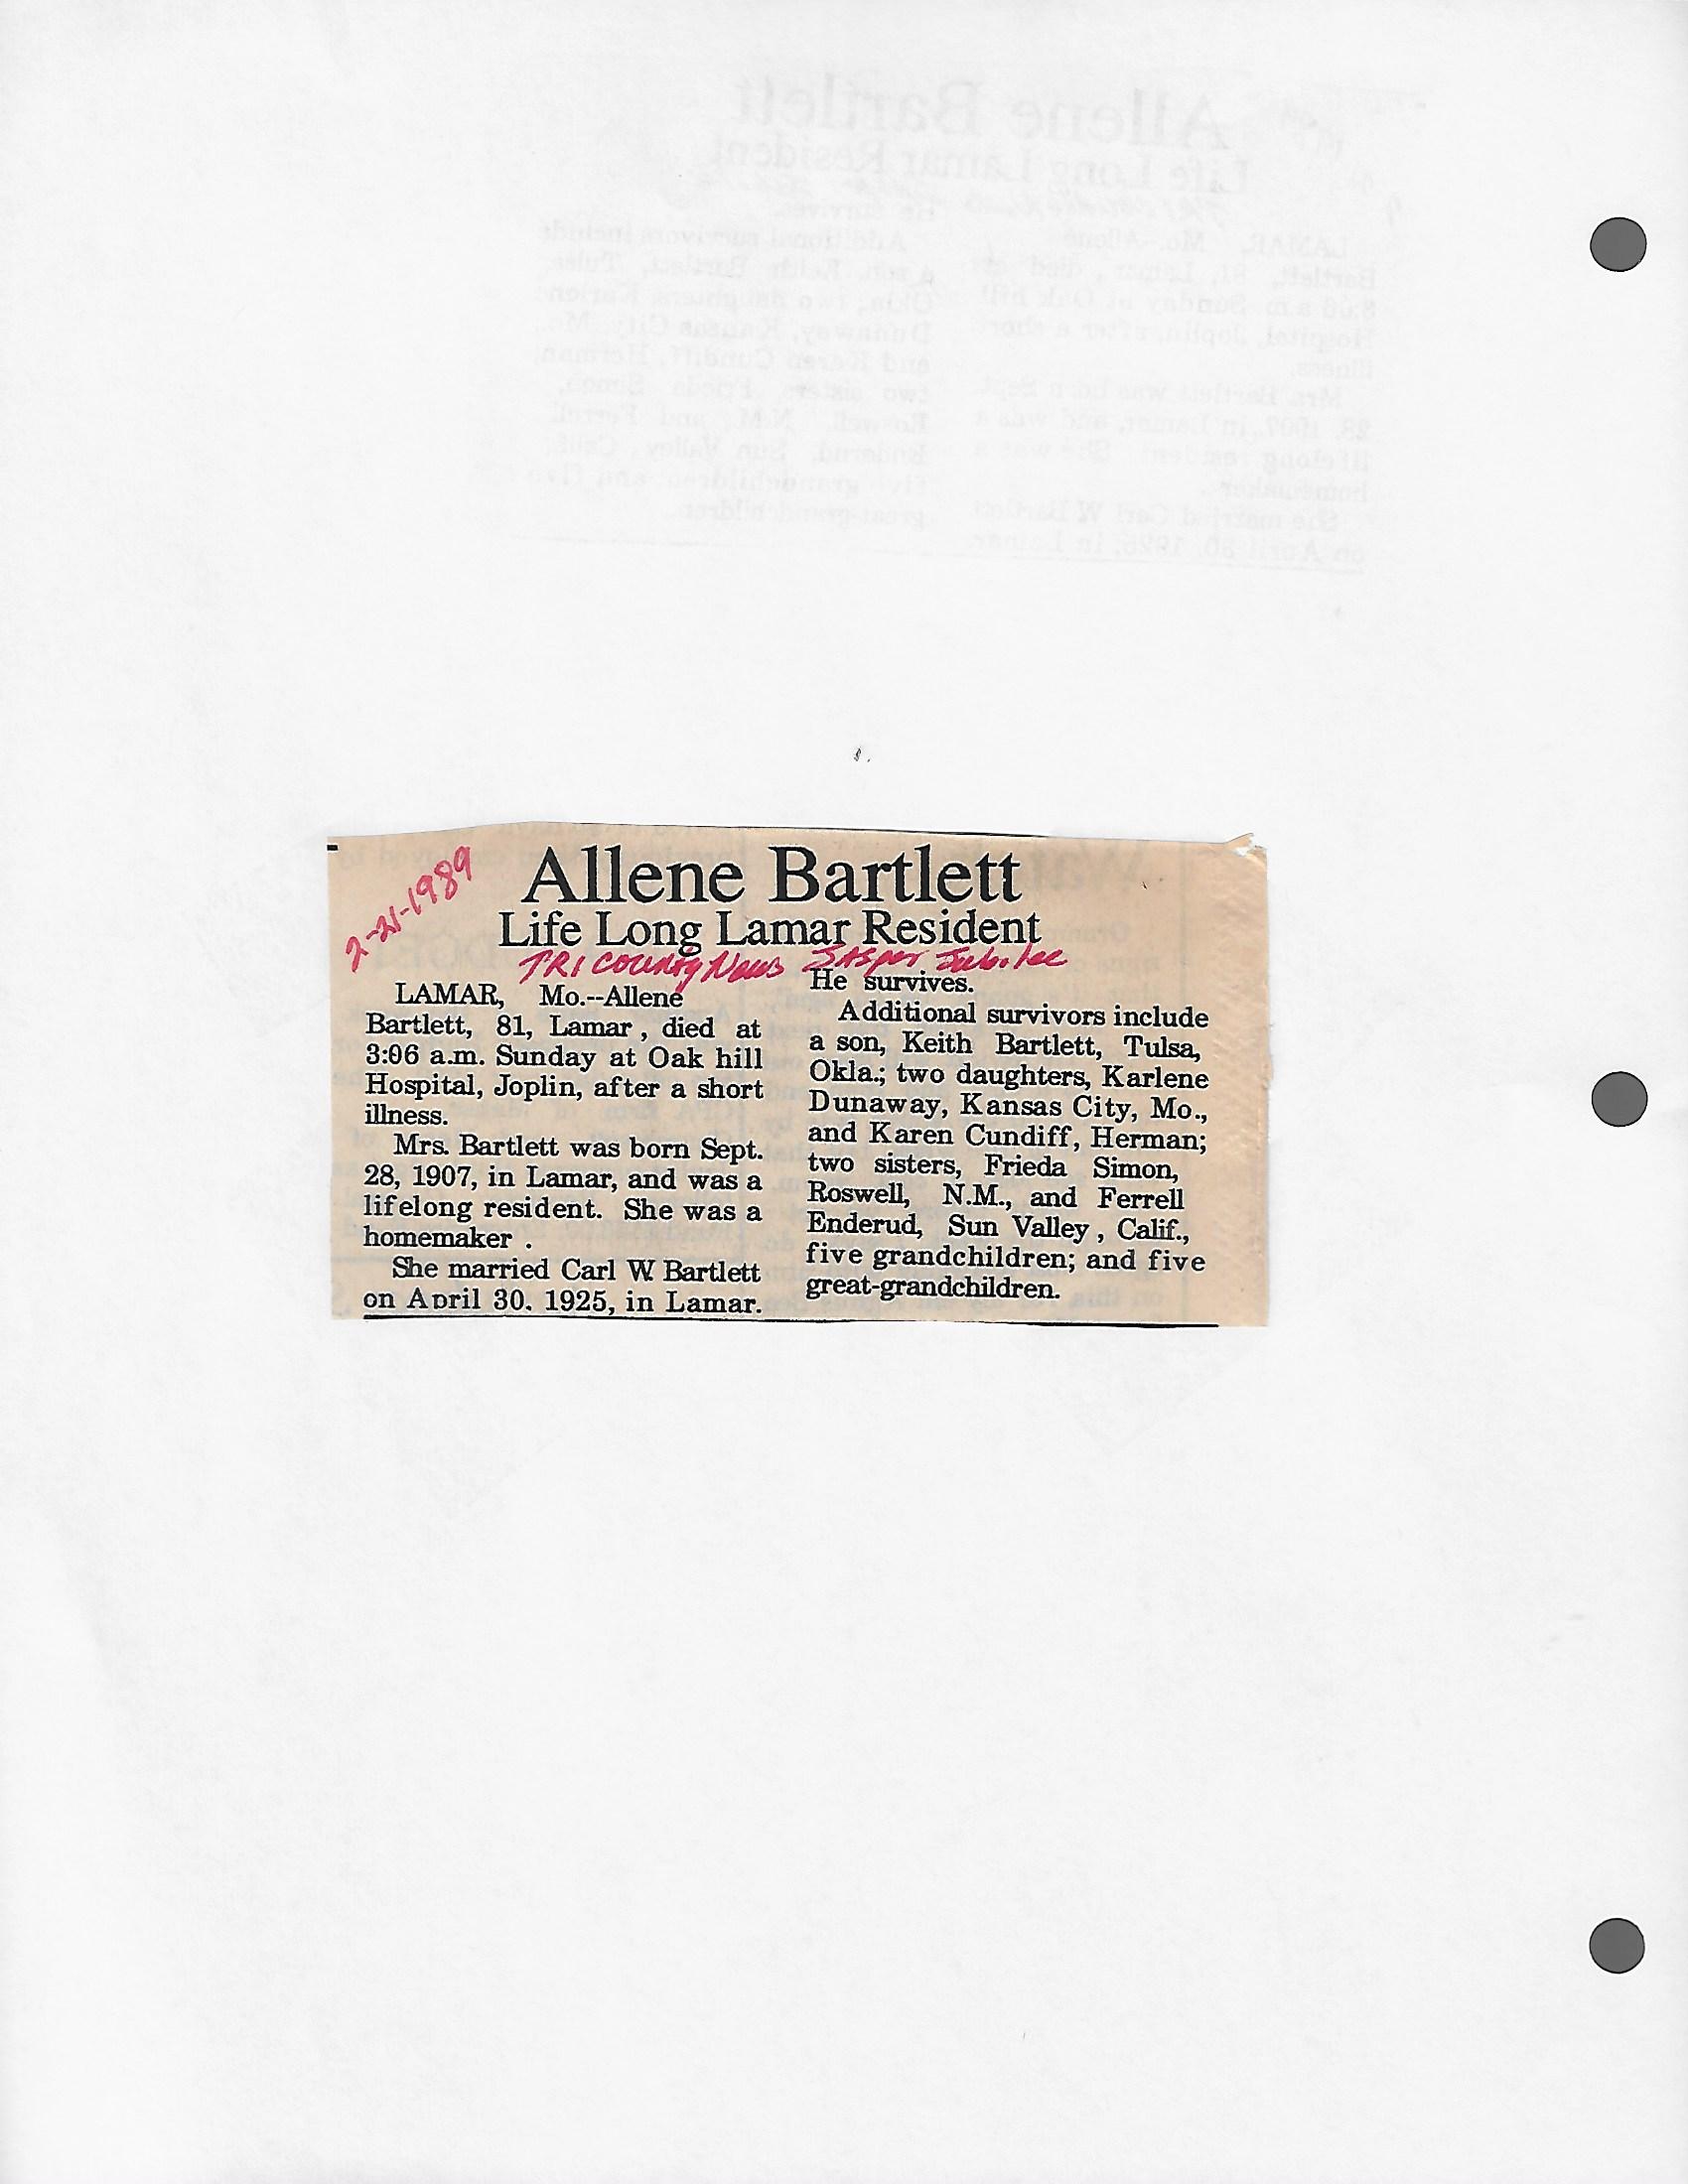 2-21-1989
Allene Bartlett
Life Long Lamar Resident
TRI County News Jasper Jubilee
LAMAR, Mo.--Allene
Bartlett, 81, Lamar, died at
3:06 a.m. Sunday at Oak hill
Hospital, Joplin, after a short
illness.
Mrs. Bartlett was born Sept.
28, 1907, in Lamar, and was a
lifelong resident. She was a
homemaker .
She married Carl W. Bartlett
on April 30. 1925, in Lamar.
He survives.
Additional survivors include
a son, Keith Bartlett, Tulsa,
Okla.; two daughters, Karlene
Dunaway, Kansas City, Mo.,
and Karen Cundiff, Herman;
two sisters, Frieda Simon,
Roswell, N.M., and Ferrell
Enderud, Sun Valley, Calif.,
five grandchildren; and five
great-grandchildren.